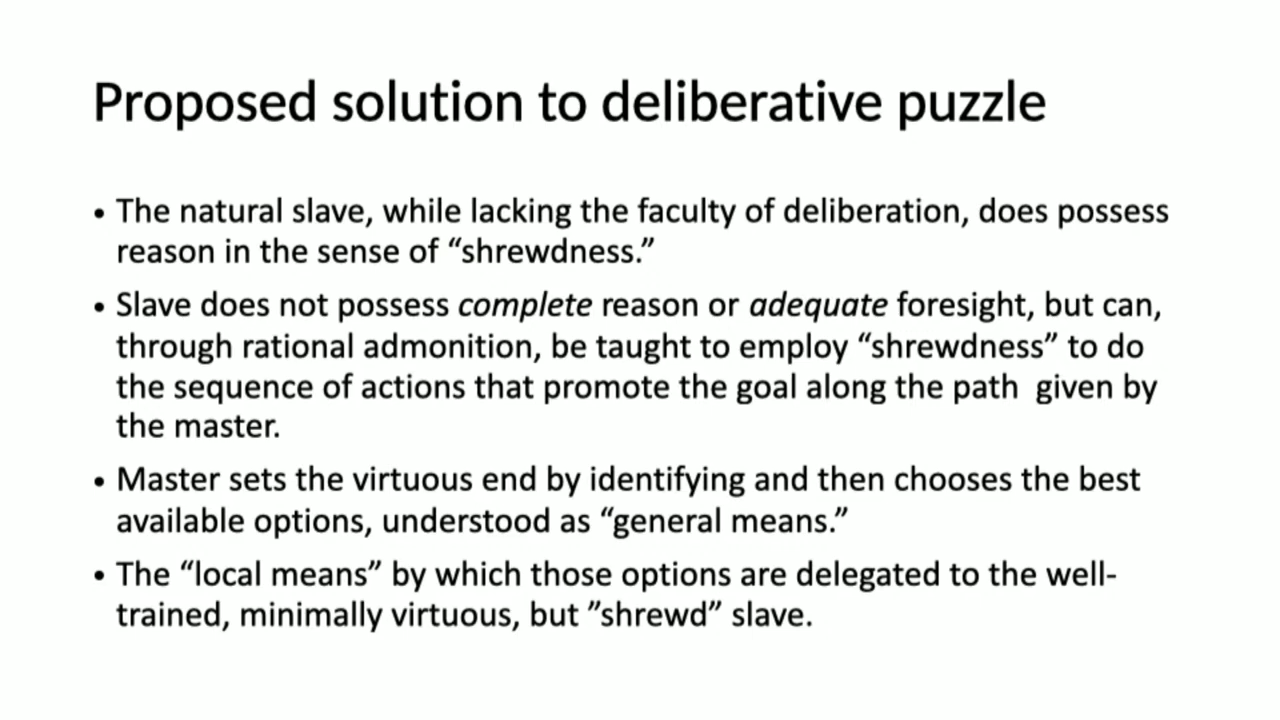 Proposed solution to deliberative puzzle
• The natural slave, while lacking the faculty of deliberation, does possess
reason in the sense of “shrewdness.”
• Slave does not possess complete reason or adequate foresight, but can,
through rational admonition, be taught to employ “shrewdness” to do
the sequence of actions that promote the goal along the path  given by
the master.
• Master sets the virtuous end by identifying and then chooses the best
available options, understood as “general means.”
• The “local means” by which those options are delegated to the well-
trained, minimally virtuous, but ”shrewd” slave.